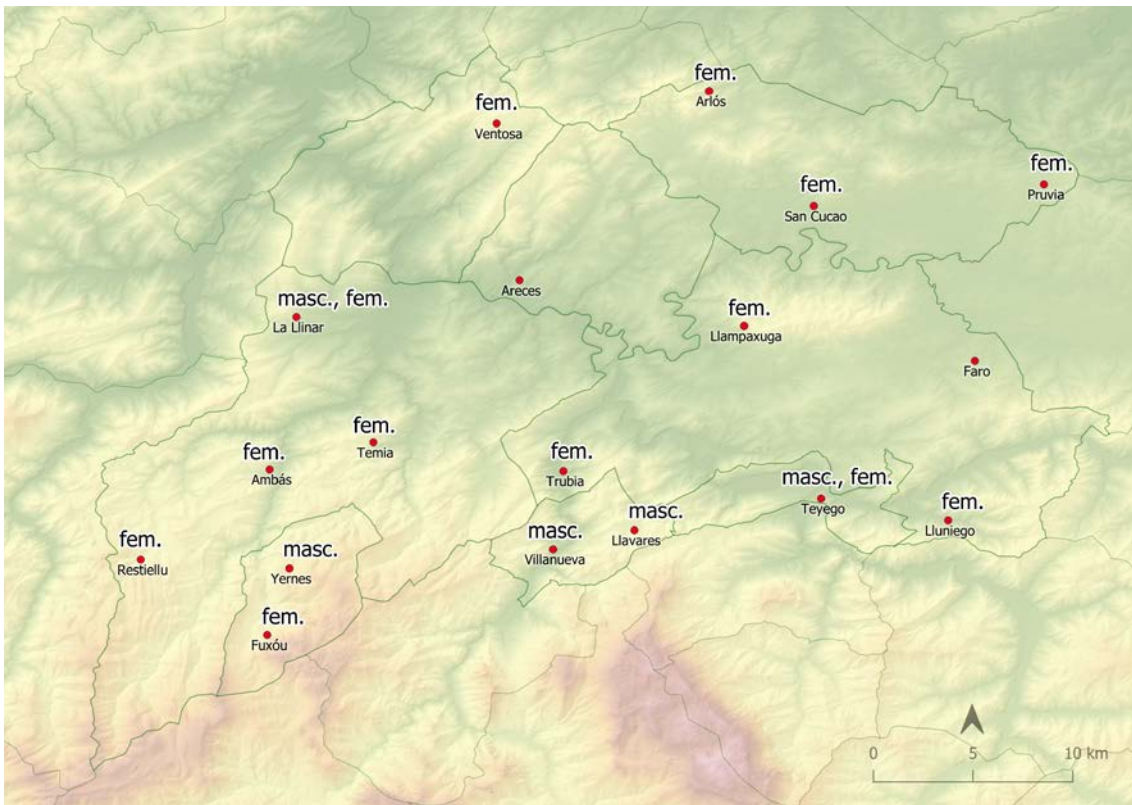 fem.
Arlós
fem.
Ventosa
fem.
Pruvia
fem.
San Cucao
Areces
masc., fem.
La Llinar
fem.
Llampaxuga
Faro
fem.
Temia
fem.
Ambás
fem.
Trubia
masc., fem.
Teyego
masc.
Llavares
fem.
Lluniego
masc.
Villanueva
fem.
Restiellu
masc.
Yernes
fem.
Fuxóu
0 5 10 km